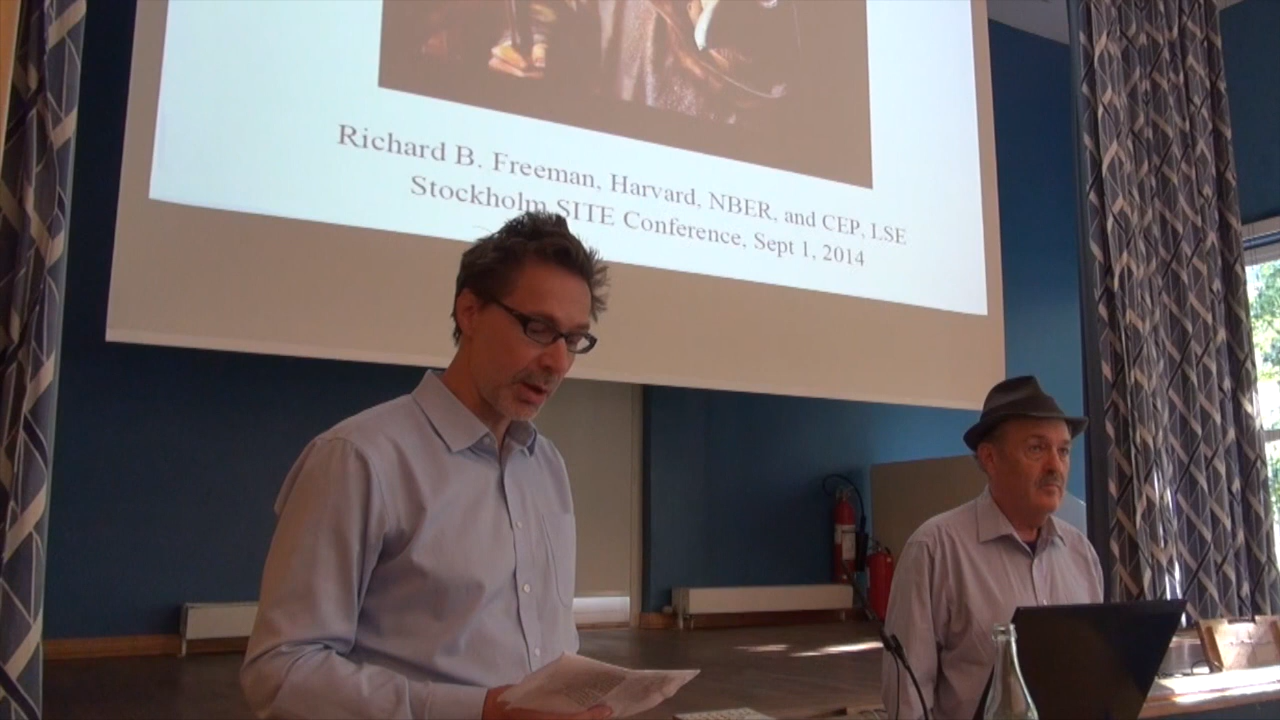 Richard B. Freeman, Harvard, NBER, and CEP, LSE
Stockholm SITE Conference, Sept 1, 2014